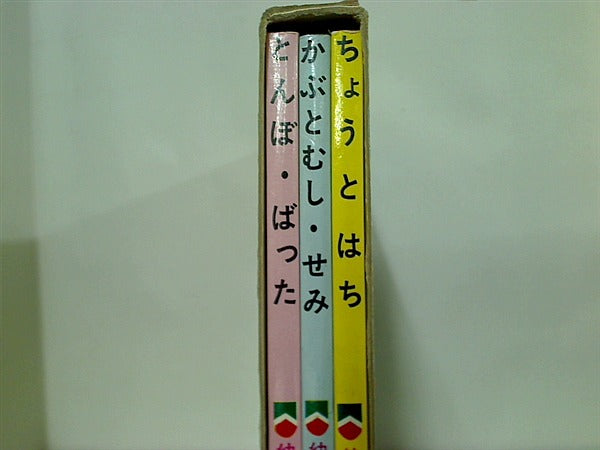 ちょうとはち
かぶとむし・せみ
とんぼ・ばった